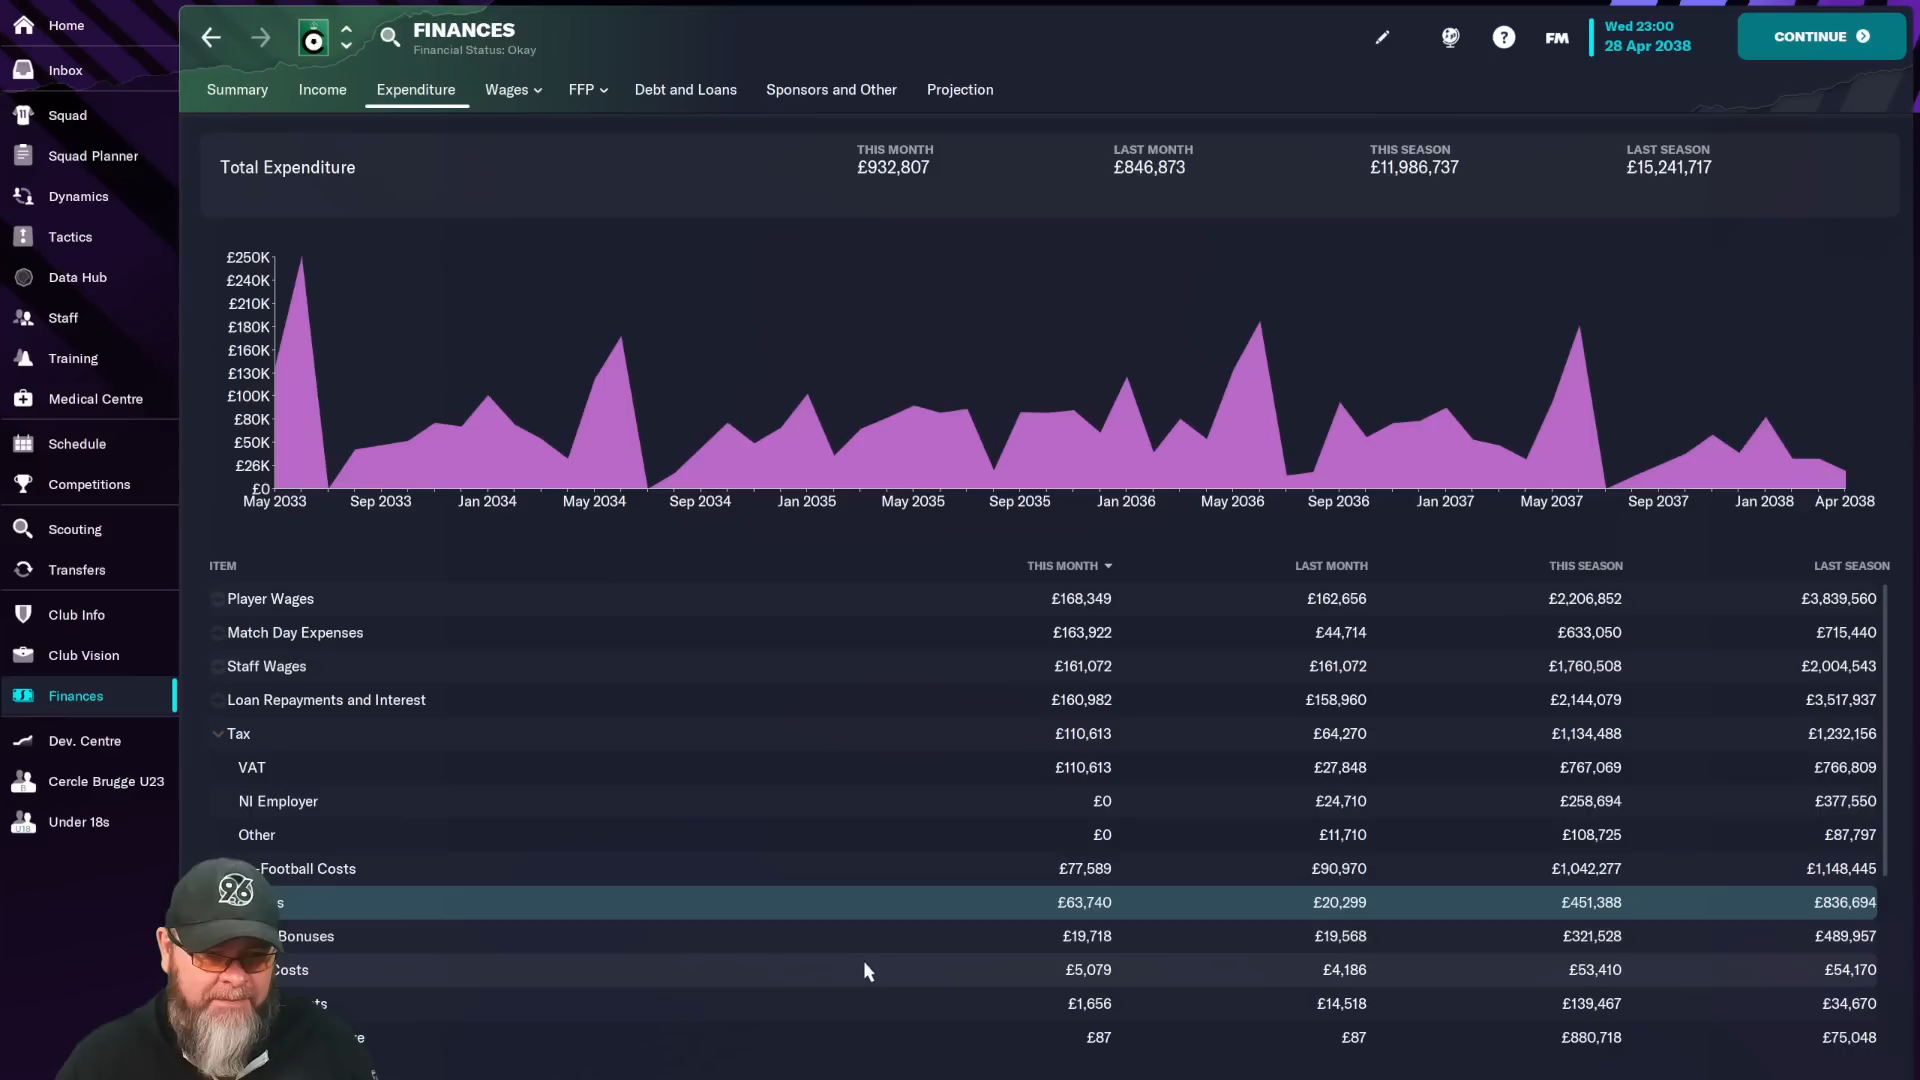 Home
Inbox
Squad
Squad Planner
Dynamics
Tactics
Data Hub
Staff
Training
Medical Centre
Schedule
Competitions
Scouting
Transfers
Club Info
Club Vision
Finances
Dev. Centre
Cercle Brugge U23
Under 18s
FINANCES
Financial Status: Okay
FM
Wed 23:00
28 Apr 2038
CONTINUE
Summary Income Expenditure Wages FFP Debt and Loans Sponsors and Other Projection
THIS MONTH LAST MONTH THIS SEASON LAST SEASON
Total Expenditure £932,807 £846,873 £11,986,737 £15,241,717
£250K
£240K
£210K
£180K
£160K
£130K
£100K
£80K
£50K
£26K
£0
May 2033 Sep 2033 Jan 2034 May 2034 Sep 2034 Jan 2035 May 2035 Sep 2035 Jan 2036 May 2036 Sep 2036 Jan 2037 May 2037 Sep 2037 Jan 2038 Apr 2038
ITEM THIS MONTH LAST MONTH THIS SEASON LAST SEASON
Player Wages £168,349 £162,656 £2,206,852 £3,839,560
Match Day Expenses £163,922 £44,714 £633,050 £715,440
Staff Wages £161,072 £161,072 £1,760,508 £2,004,543
Loan Repayments and Interest £160,982 £158,960 £2,144,079 £3,517,937
Tax £110,613 £64,270 £1,134,488 £1,232,156
VAT £110,613 £27,848 £767,069 £766,809
NI Employer £0 £24,710 £258,694 £377,550
Other £0 £11,710 £108,725 £87,797
-Football Costs £77,589 £90,970 £1,042,277 £1,148,445
£63,740 £20,299 £451,388 £836,694
Bonuses £19,718 £19,568 £321,528 £489,957
Costs £5,079 £4,186 £53,410 £54,170
£1,656 £14,518 £139,467 £34,670
£87 £87 £880,718 £75,048
96